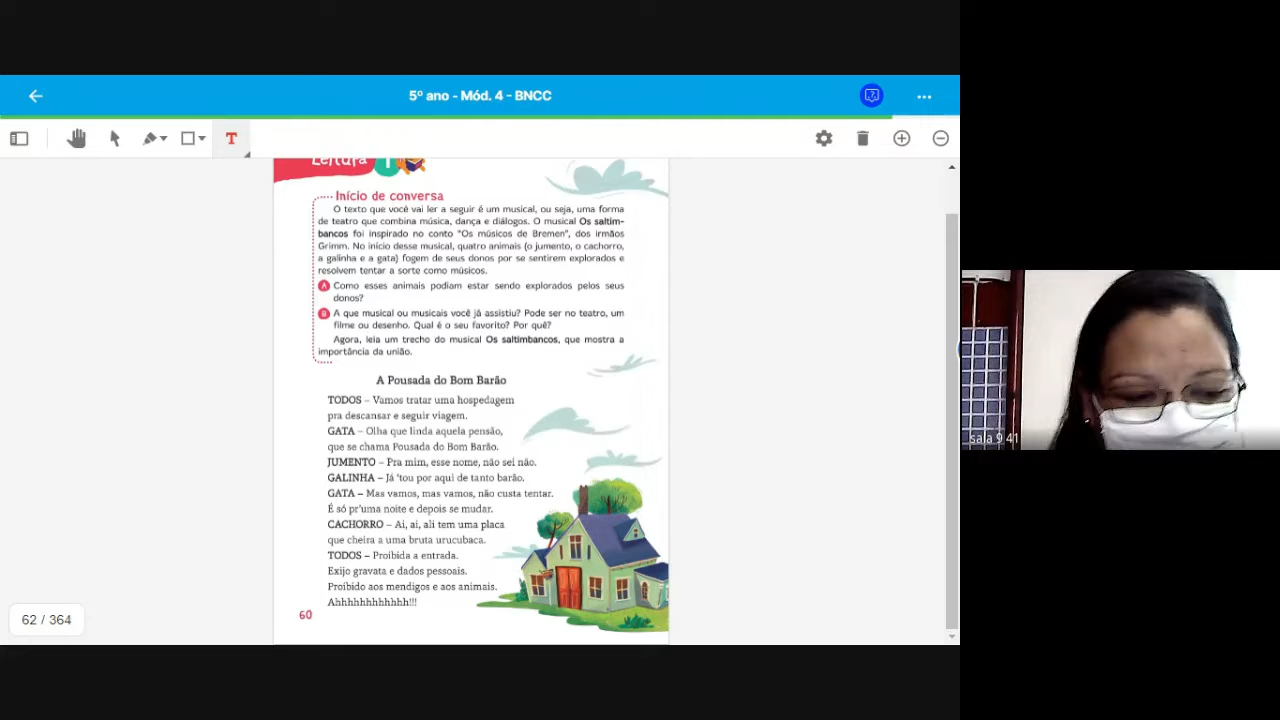 5º ano - Mód. 4 - BNCC
T
Leitura 1
Início de conversa
O texto que você vai ler a seguir é um musical, ou seja, uma forma
de teatro que combina música, dança e diálogos. O musical Os saltim-
bancos foi inspirado no conto "Os músicos de Bremen", dos irmãos
Grimm. No início desse musical, quatro animais (o jumento, o cachorro,
a galinha e a gata) fogem de seus donos por se sentirem explorados e
resolvem tentar a sorte como músicos.
A Como esses animais podiam estar sendo explorados pelos seus
donos?
B A que musical ou musicais você já assistiu? Pode ser no teatro, um
filme ou desenho. Qual é o seu favorito? Por quê?
Agora, leia um trecho do musical Os saltimbancos, que mostra a
importância da união.
A Pousada do Bom Barão
TODOS – Vamos tratar uma hospedagem
pra descansar e seguir viagem.
GATA – Olha que linda aquela pensão,
que se chama Pousada do Bom Barão.
JUMENTO – Pra mim, esse nome, não sei não.
GALINHA – Já 'tou por aqui de tanto barão.
GATA – Mas vamos, mas vamos, não custa tentar.
É só pr'uma noite e depois se mudar.
CACHORRO – Ai, ai, ali tem uma placa
que cheira a uma bruta urucubaca.
TODOS – Proibida a entrada.
Exijo gravata e dados pessoais.
Proibido aos mendigos e aos animais.
Ahhhhhhhhhhhh!!!
60
62 / 364
sala 9 41